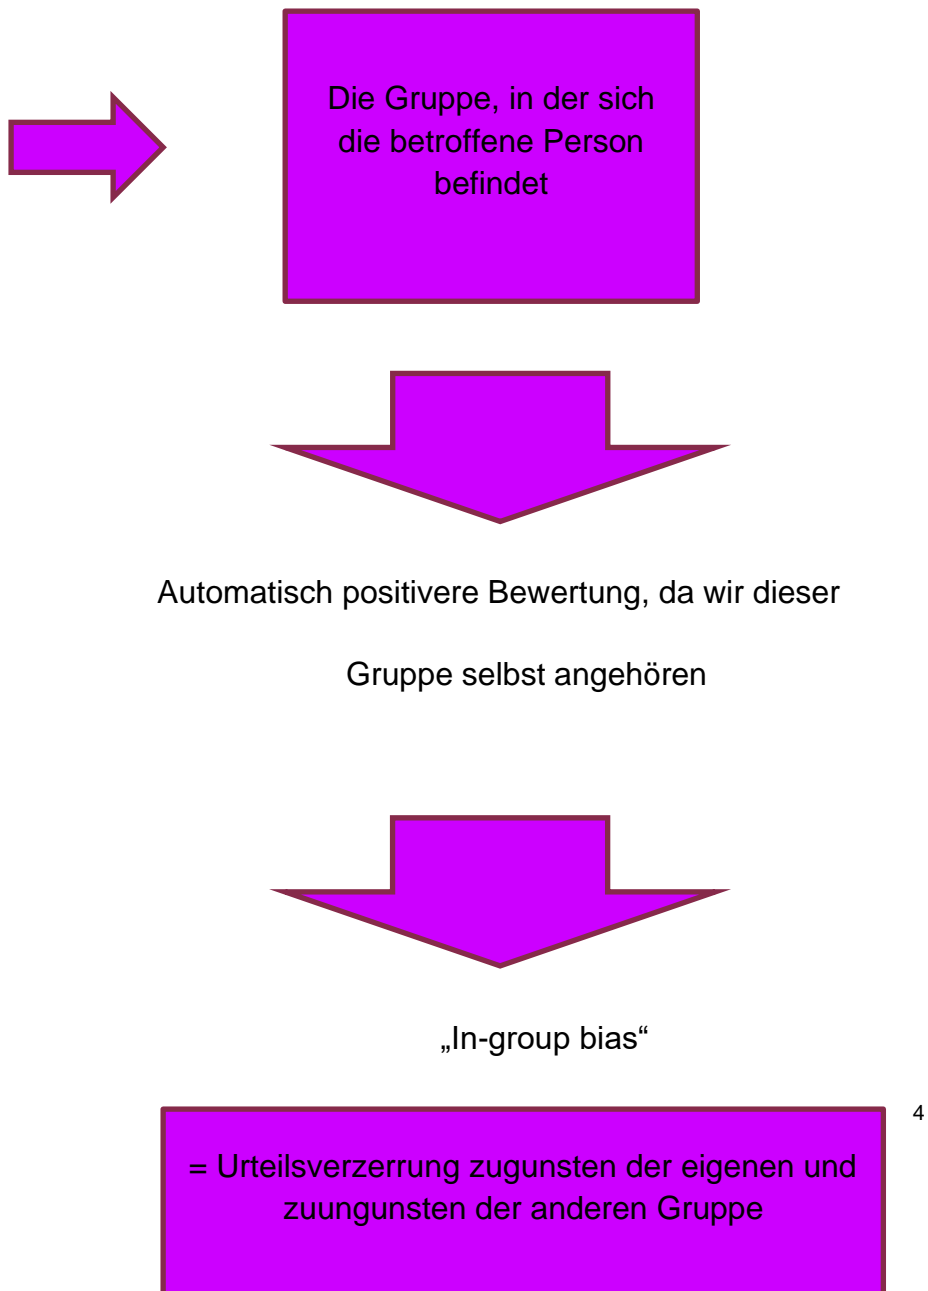 Die Gruppe, in der sich
die betroffene Person
befindet
Automatisch positivere Bewertung, da wir dieser
Gruppe selbst angehören
„In-group bias“
4
= Urteilsverzerrung zugunsten der eigenen und
zuungunsten der anderen Gruppe